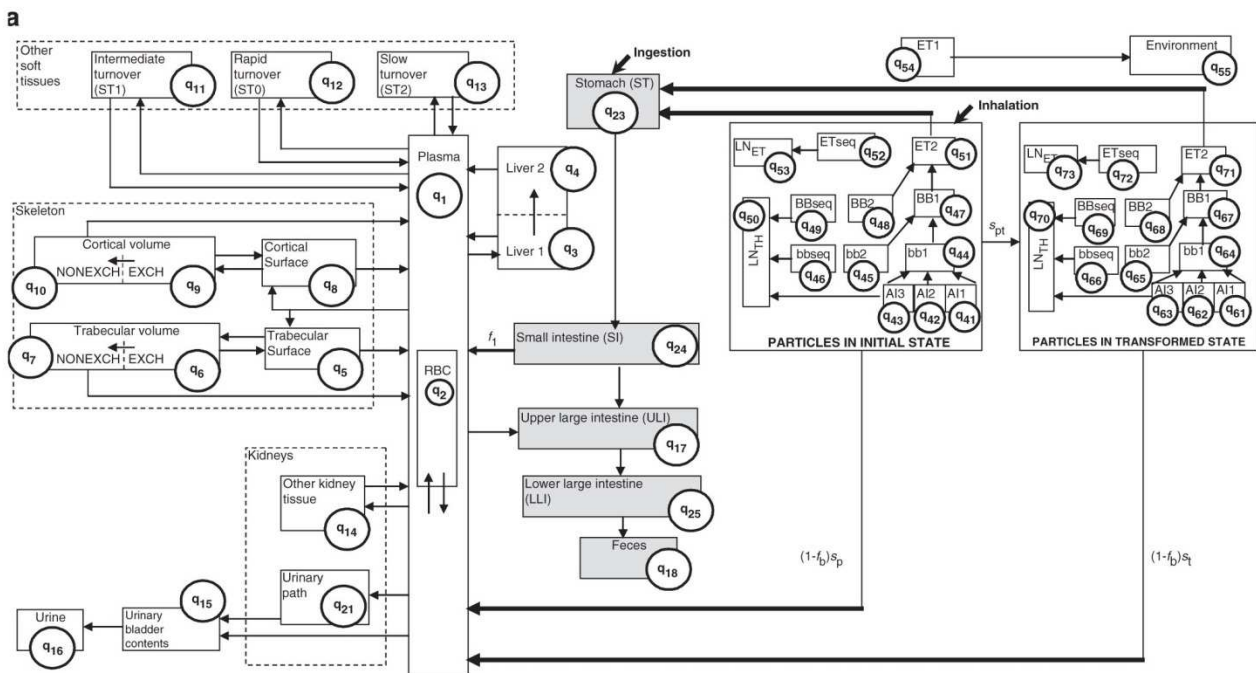 a
Other
soft
tissues
Intermediate
turnover
(ST1)
q11
Rapid
turnover
(ST0)
q12
Slow
turnover
(ST2)
q13
Ingestion
Stomach (ST)
q23
ET1
q54
Environment
q55
Inhalation
Plasma
q1
Liver 2
q4
Liver 1
q3
LNET
q53
ETseq
q52
ET2
q51
q50
BBseq
q49
BB2
q48
BB1
q47
LNTH
bbseq
q46
bb2
q45
bb1
q44
AI3
q43
AI2
q42
AI1
q41
PARTICLES IN INITIAL STATE
spt
LNET
q73
ETseq
q72
ET2
q71
q70
BBseq
q69
BB2
q68
BB1
q67
LNTH
bbseq
q66
bb2
q65
bb1
q64
AI3
q63
AI2
q62
AI1
q61
PARTICLES IN TRANSFORMED STATE
Skeleton
Cortical volume
NONEXCH
EXCH
q10
q9
Cortical
Surface
q8
Trabecular volume
q7
NONEXCH
EXCH
q6
Trabecular
Surface
q5
RBC
q2
f1
Small intestine (SI)
q24
Upper large intestine (ULI)
q17
Lower large intestine
(LLI)
q25
Feces
q18
Kidneys
Other kidney
tissue
q14
Urinary
path
q21
q15
Urinary
bladder
contents
Urine
q16
(1-fb)sp
(1-fb)st